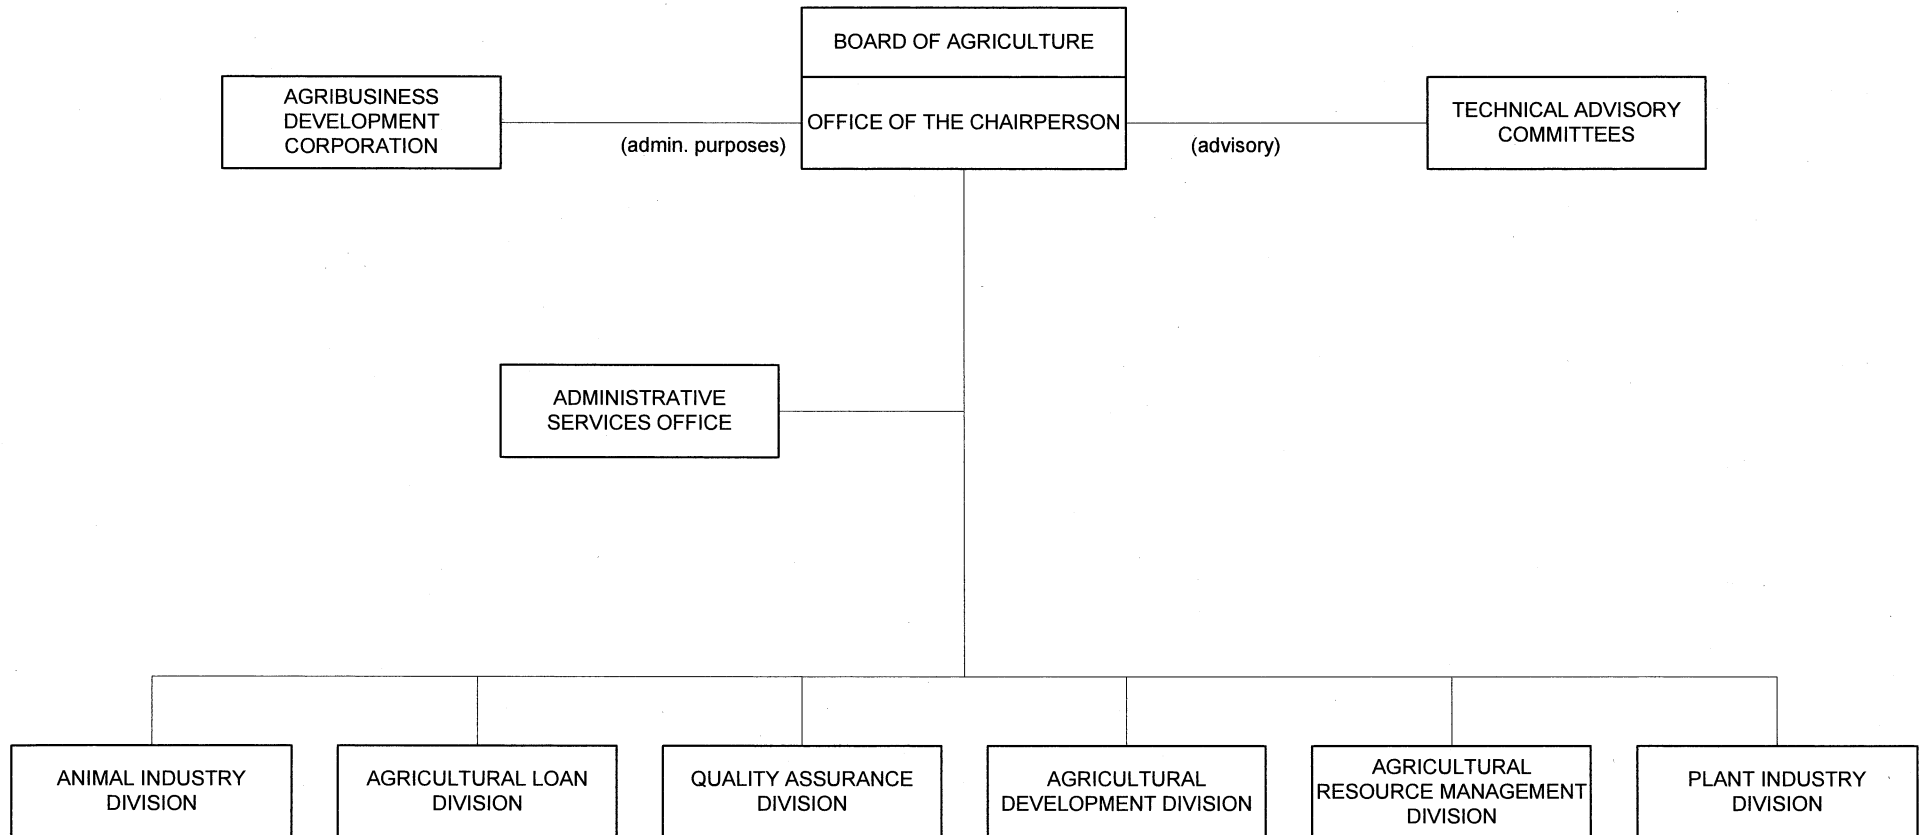 BOARD OF AGRICULTURE
OFFICE OF THE CHAIRPERSON
AGRIBUSINESS
DEVELOPMENT
CORPORATION
(admin. purposes)
(advisory)
TECHNICAL ADVISORY
COMMITTEES
ADMINISTRATIVE
SERVICES OFFICE
ANIMAL INDUSTRY
DIVISION
AGRICULTURAL LOAN
DIVISION
QUALITY ASSURANCE
DIVISION
AGRICULTURAL
DEVELOPMENT DIVISION
AGRICULTURAL
RESOURCE MANAGEMENT
DIVISION
PLANT INDUSTRY
DIVISION